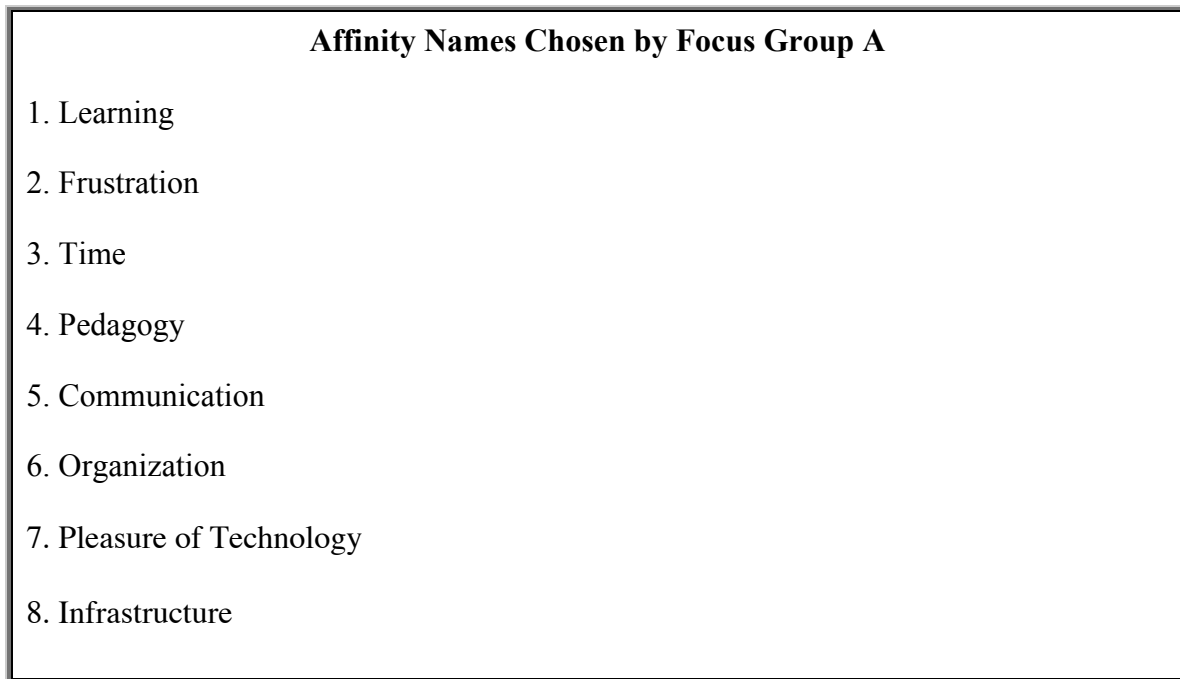 Affinity Names Chosen by Focus Group A
1. Learning
2. Frustration
3. Time
4. Pedagogy
5. Communication
6. Organization
7. Pleasure of Technology
8. Infrastructure